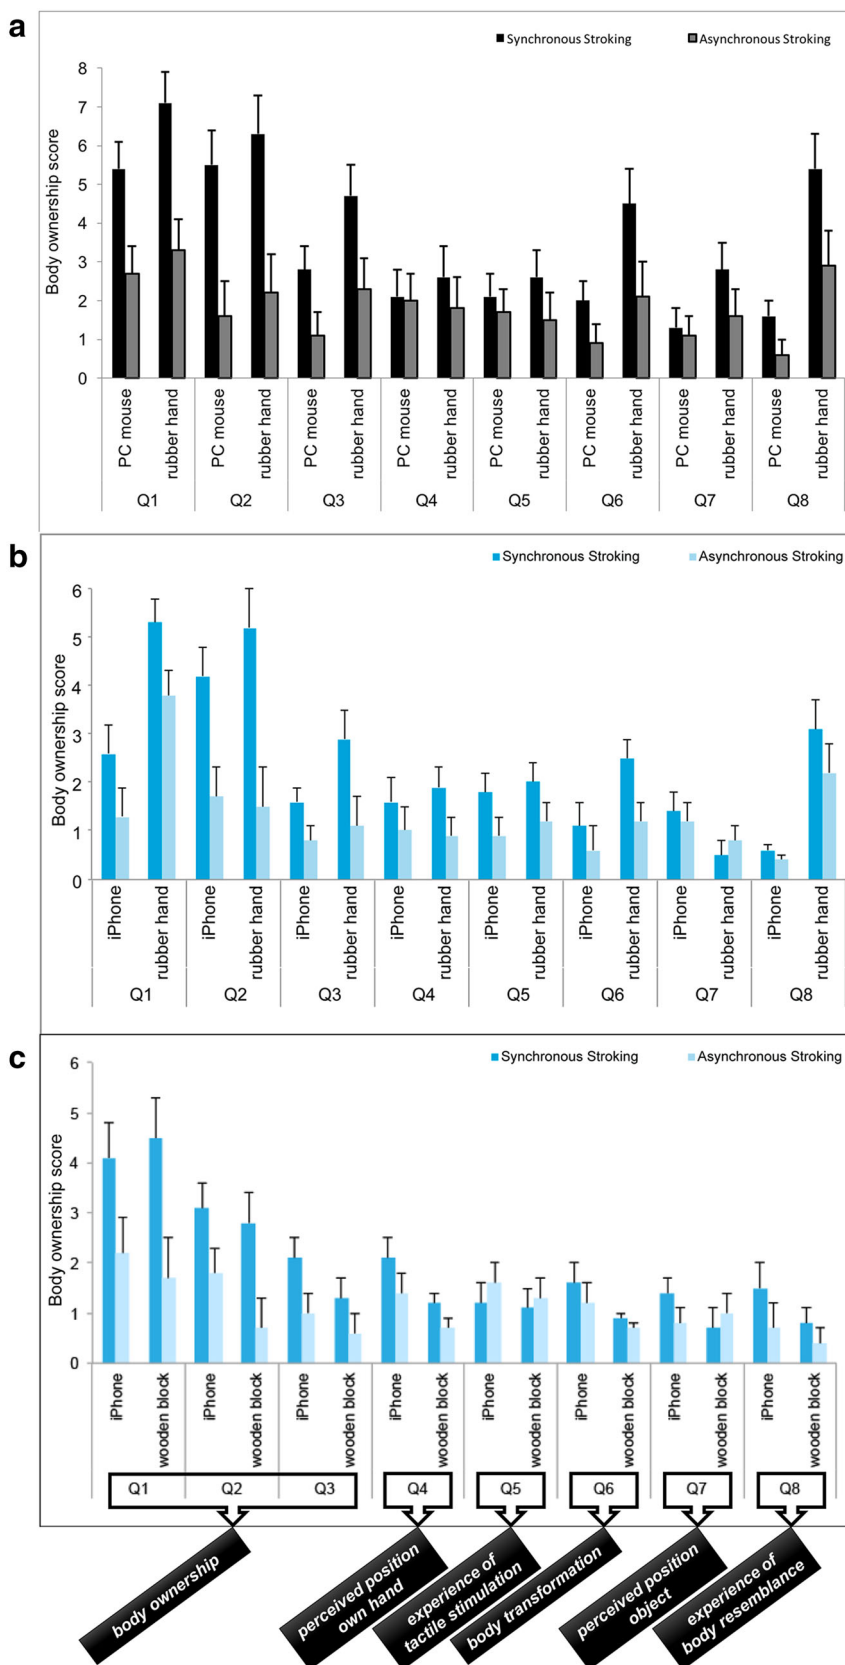 a
Synchronous Stroking Asynchronous Stroking
Body ownership score
8
7
6
5
4
3
2
1
0
PC mouse rubber hand PC mouse rubber hand PC mouse rubber hand PC mouse rubber hand PC mouse rubber hand PC mouse rubber hand PC mouse rubber hand PC mouse rubber hand
Q1 Q2 Q3 Q4 Q5 Q6 Q7 Q8
b
Synchronous Stroking Asynchronous Stroking
Body ownership score
6
5
4
3
2
1
0
iPhone rubber hand iPhone rubber hand iPhone rubber hand iPhone rubber hand iPhone rubber hand iPhone rubber hand iPhone rubber hand iPhone rubber hand
Q1 Q2 Q3 Q4 Q5 Q6 Q7 Q8
c
Synchronous Stroking Asynchronous Stroking
Body ownership score
6
5
4
3
2
1
0
iPhone wooden block iPhone wooden block iPhone wooden block iPhone wooden block iPhone wooden block iPhone wooden block iPhone wooden block iPhone wooden block
Q1 Q2 Q3 Q4 Q5 Q6 Q7 Q8
body ownership
perceived position
own hand
experience of
tactile stimulation
body transformation
perceived position
object
experience of
body resemblance